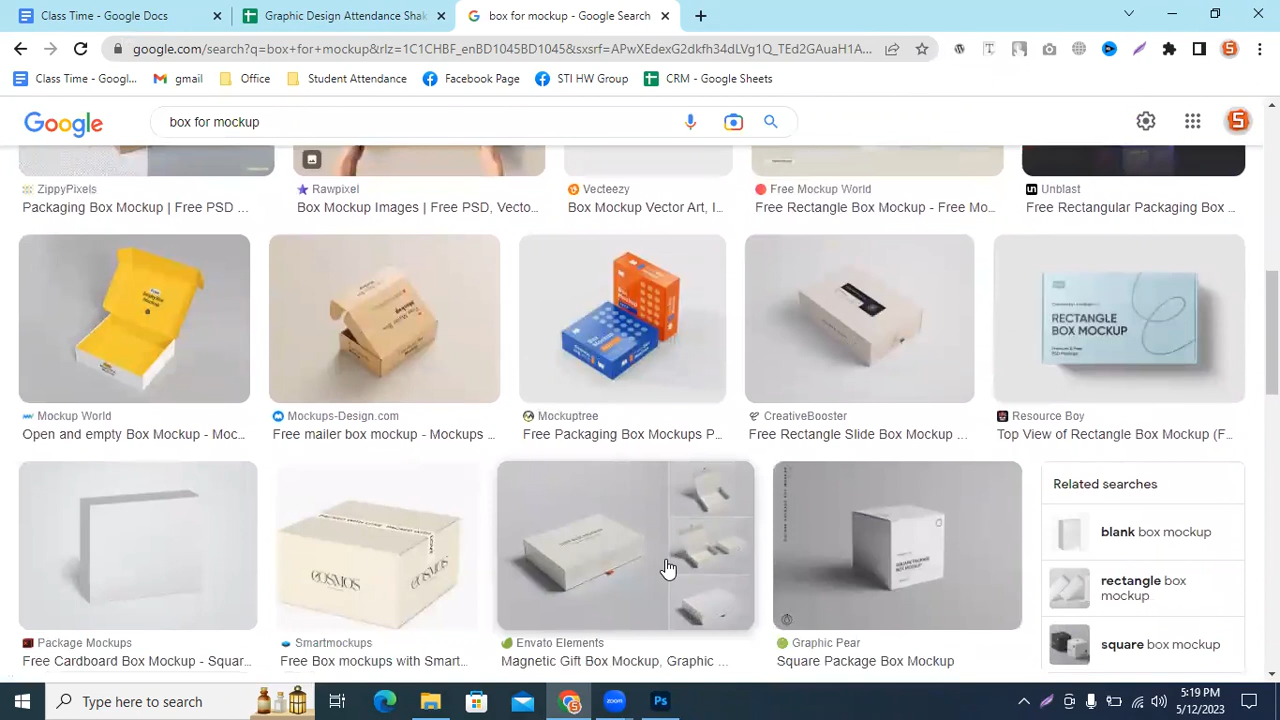 Class Time - Google Docs
Graphic Design Attendance Shak
box for mockup - Google Search
google.com/search?q=box+for+mockup&rlz=1C1CHBF_enBD1045BD1045&sxsrf=APwXEdexG2dkfh34dLVg1Q_TEd2GAuaH1A...
Class Time - Googl...
gmail
Office
Student Attendance
Facebook Page
STI HW Group
CRM - Google Sheets
Google
box for mockup
ZippyPixels
Packaging Box Mockup | Free PSD ...
Rawpixel
Box Mockup Images | Free PSD, Vecto...
Vecteezy
Box Mockup Vector Art, I...
Free Mockup World
Free Rectangle Box Mockup - Free Mo...
Unblast
Free Rectangular Packaging Box ...
RECTANGLE
BOX MOCKUP
Mockup World
Open and empty Box Mockup - Moc...
Mockups-Design.com
Free mailer box mockup - Mockups ...
Mockuptree
Free Packaging Box Mockups P...
CreativeBooster
Free Rectangle Slide Box Mockup ...
Resource Boy
Top View of Rectangle Box Mockup (F...
COSMOS
COSMOS
Package Mockups
Free Cardboard Box Mockup - Squar...
Smartmockups
Free Box mockups with Smart...
Envato Elements
Magnetic Gift Box Mockup, Graphic ...
Graphic Pear
Square Package Box Mockup
Related searches
blank box mockup
rectangle box
mockup
square box mockup
Type here to search
zoom
Ps
5:19 PM
5/12/2023